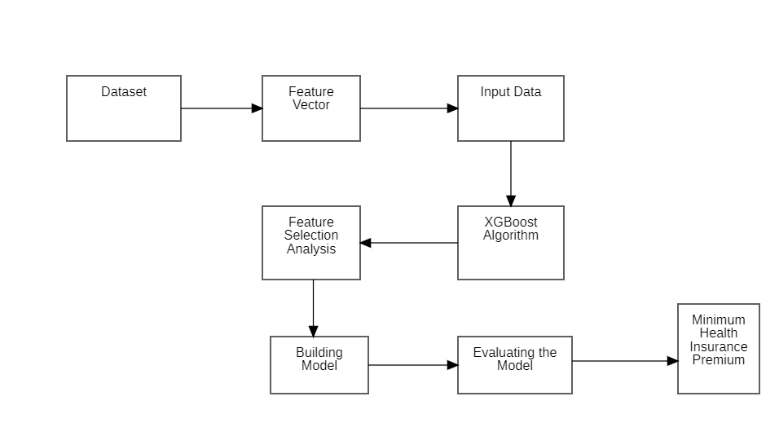 Dataset
Feature
Vector
Input Data
Feature
Selection
Analysis
XGBoost
Algorithm
Minimum
Health
Insurance
Premium
Building
Model
Evaluating the
Model